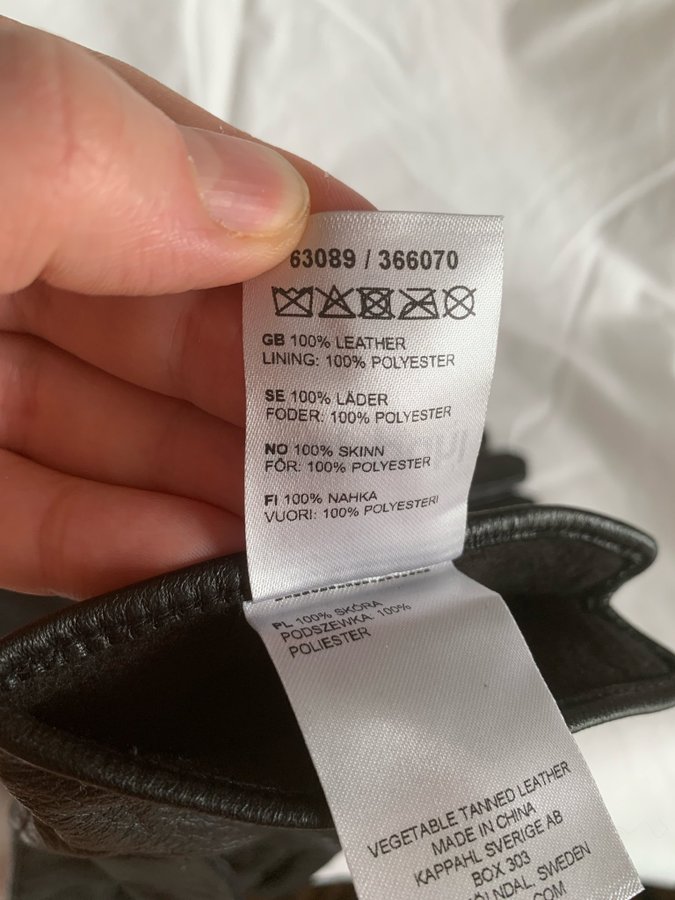 63089 / 366070
GB 100% LEATHER
LINING: 100% POLYESTER
SE 100% LÄDER
FODER: 100% POLYESTER
NO 100% SKINN
FÔR: 100% POLYESTER
FI 100% NAHKA
VUORI: 100% POLYESTERI
PL 100% SKÓRA
PODSZEWKA: 100%
POLIESTER
VEGETABLE TANNED LEATHER
MADE IN CHINA
KAPPAHL SVERIGE AB
BOX 303
SWEDEN